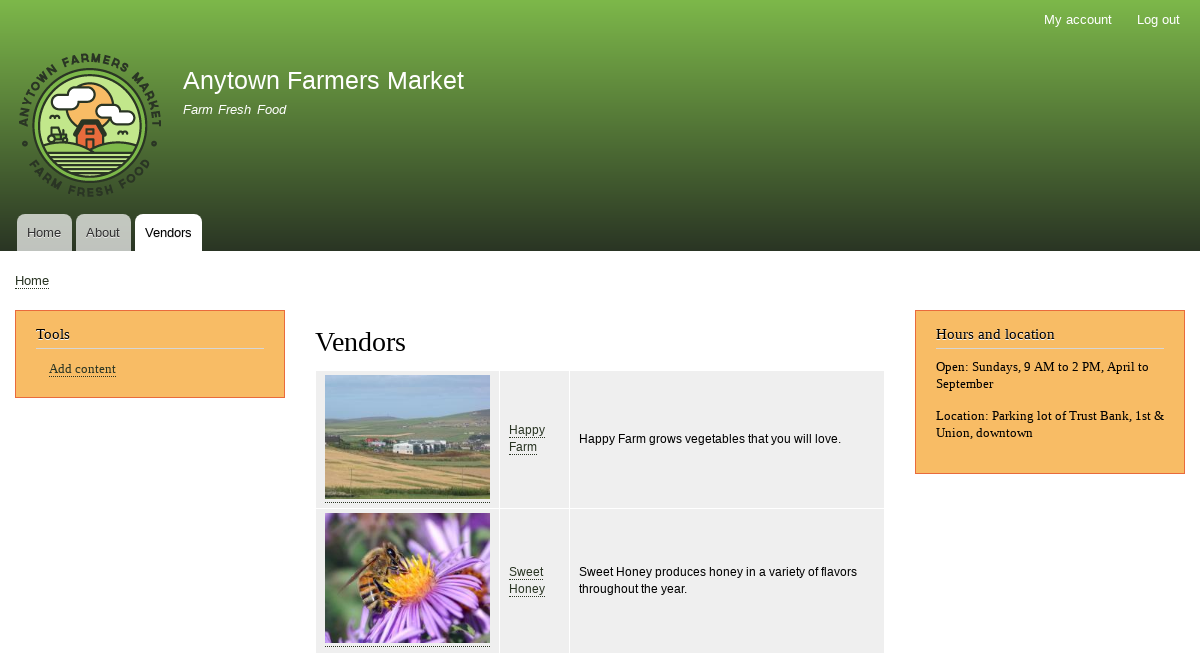 My account
Log out
ANYTOWN FARMERS MARKET
FARM FRESH FOOD
Anytown Farmers Market
Farm Fresh Food
Home
About
Vendors
Home
Tools
Add content
Vendors
Happy
Farm
Happy Farm grows vegetables that you will love.
Sweet
Honey
Sweet Honey produces honey in a variety of flavors
throughout the year.
Hours and location
Open: Sundays, 9 AM to 2 PM, April to
September
Location: Parking lot of Trust Bank, 1st &
Union, downtown